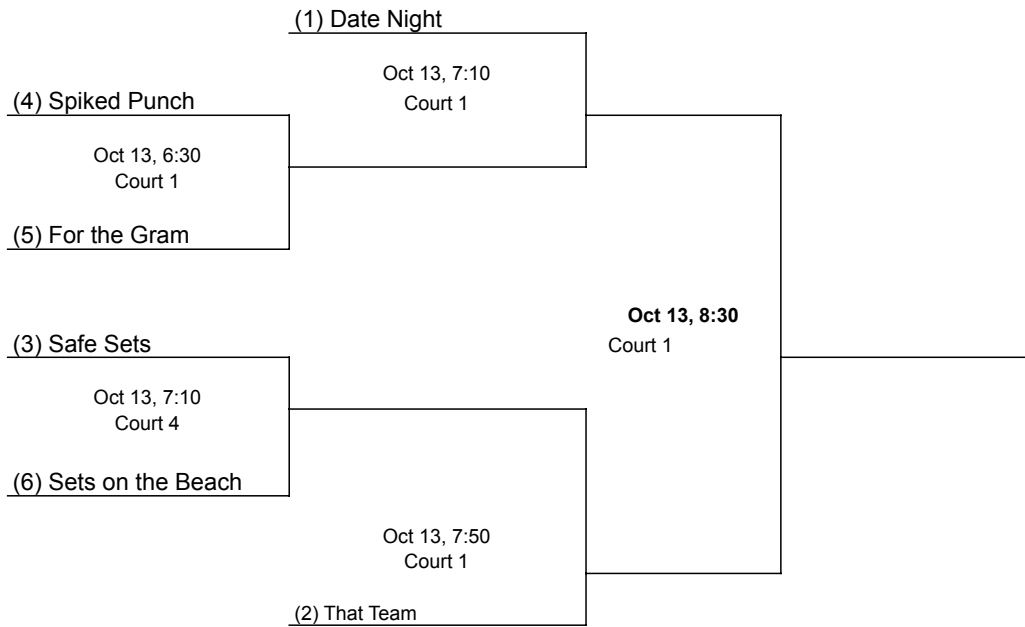 (1) Date Night
Oct 13, 7:10
Court 1
(4) Spiked Punch
Oct 13, 6:30
Court 1
(5) For the Gram
Oct 13, 8:30
Court 1
(3) Safe Sets
Oct 13, 7:10
Court 4
(6) Sets on the Beach
Oct 13, 7:50
Court 1
(2) That Team